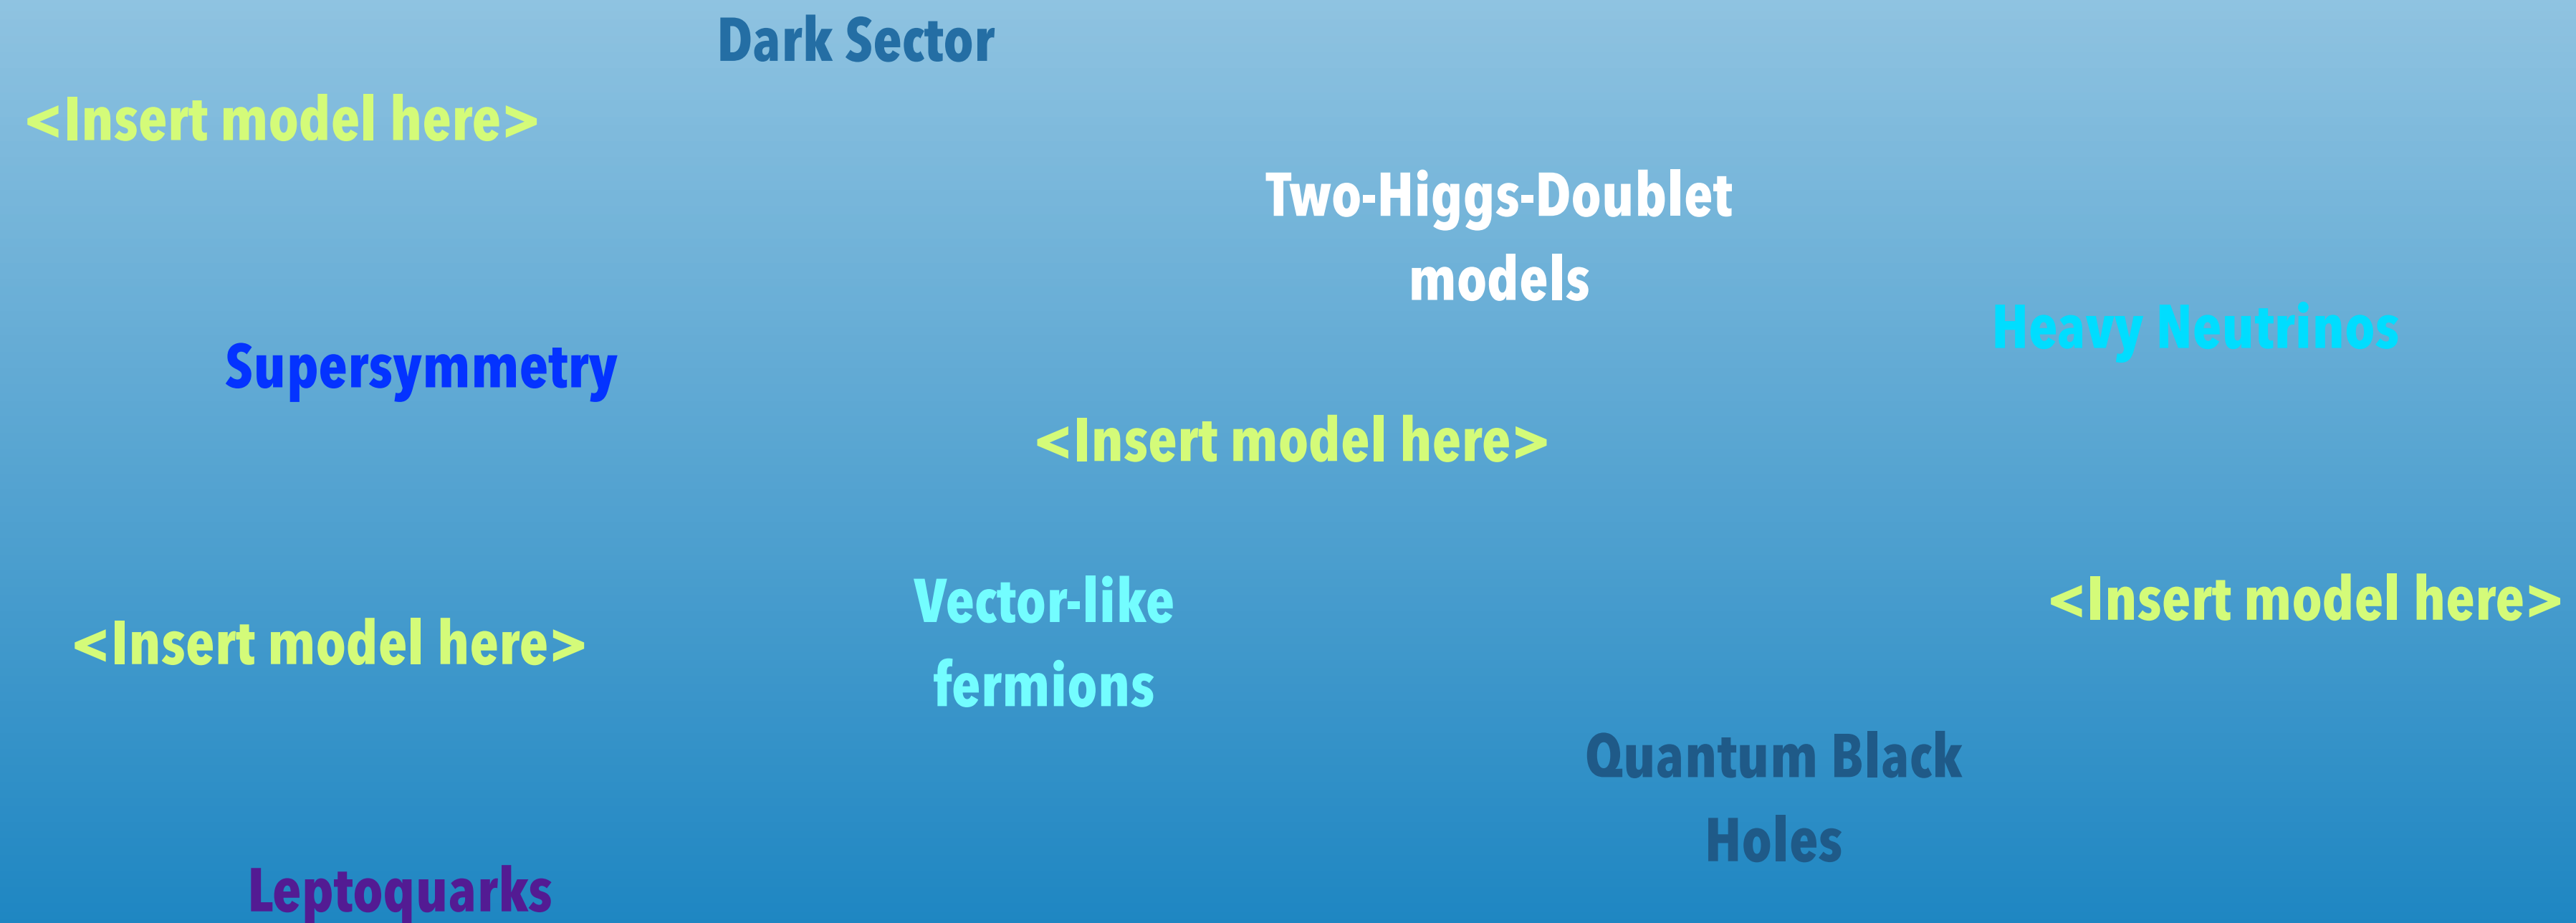 Dark Sector
<Insert model here>
Two-Higgs-Doublet
models
Heavy Neutrinos
Supersymmetry
<Insert model here>
Vector-like
fermions
<Insert model here>
<Insert model here>
Quantum Black
Holes
Leptoquarks